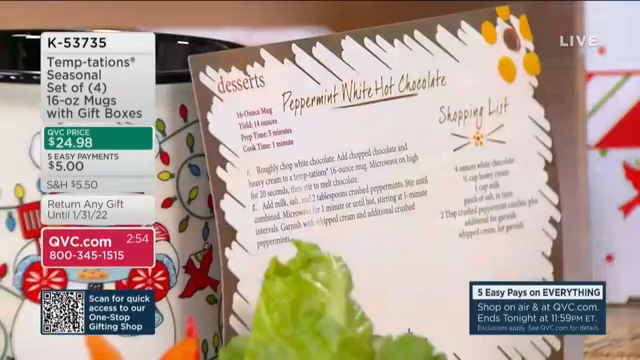 K-53735
Temp-tations®
Seasonal
Set of (4)
16-oz Mugs
with Gift Boxes
QVC PRICE
$24.98
5 EASY PAYMENTS
$5.00
S&H $5.50
Return Any Gift
Until 1/31/22
QVC.com 2:54
800-345-1515
Scan for quick
access to our
One-Stop
Gifting Shop
LIVE
desserts
Peppermint White Hot Chocolate
16-Ounce Mug
Yield: 14 ounces
Prep Time: 5 minutes
Cook Time: 1 minute
1. Roughly chop white chocolate. Add chopped chocolate and
heavy cream to a temp-tations® 16-ounce mug. Microwave on high
for 20 seconds, then stir to melt chocolate.
2. Add milk, salt, and 2 tablespoons crushed peppermints. Stir until
combined. Microwave for 1 minute or until hot, stirring at 1-minute
intervals. Garnish with whipped cream and additional crushed
peppermints.
Shopping List
4 ounces white chocolate
cup heavy cream
1 cup milk
pinch of salt, to taste
2 Tbsp crushed peppermint candies, plus
additional for garnish
whipped cream, for garnish
5 Easy Pays on EVERYTHING
Shop on air & at QVC.com.
Ends Tonight at 11:59PM ET.
Exclusions apply. See QVC.com for details.